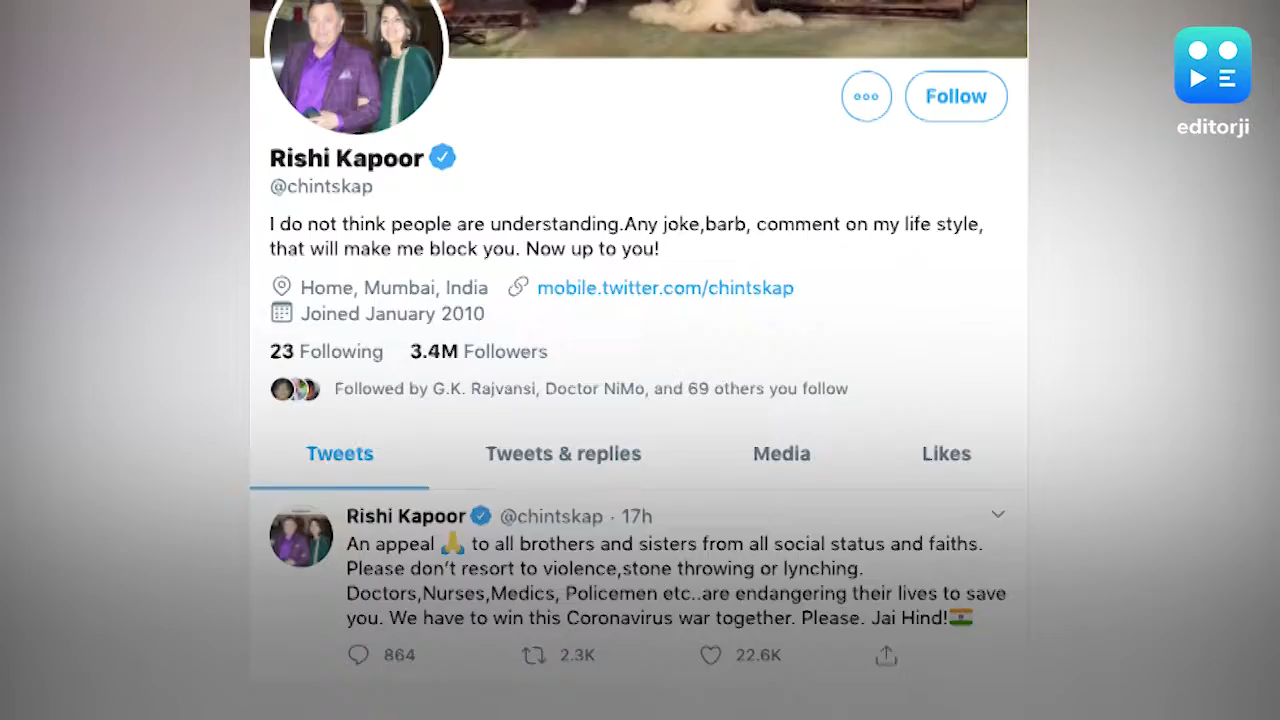 editorji
Follow
Rishi Kapoor
@chintskap
I do not think people are understanding.Any joke,barb, comment on my life style,
that will make me block you. Now up to you!
Home, Mumbai, India mobile.twitter.com/chintskap
Joined January 2010
23 Following 3.4M Followers
Followed by G.K. Rajvansi, Doctor NiMo, and 69 others you follow
Tweets Tweets & replies Media Likes
Rishi Kapoor @chintskap · 17h
An appeal 🙏 to all brothers and sisters from all social status and faiths.
Please don't resort to violence,stone throwing or lynching.
Doctors,Nurses,Medics, Policemen etc..are endangering their lives to save
you. We have to win this Coronavirus war together. Please. Jai Hind!🇮🇳
864 2.3K 22.6K